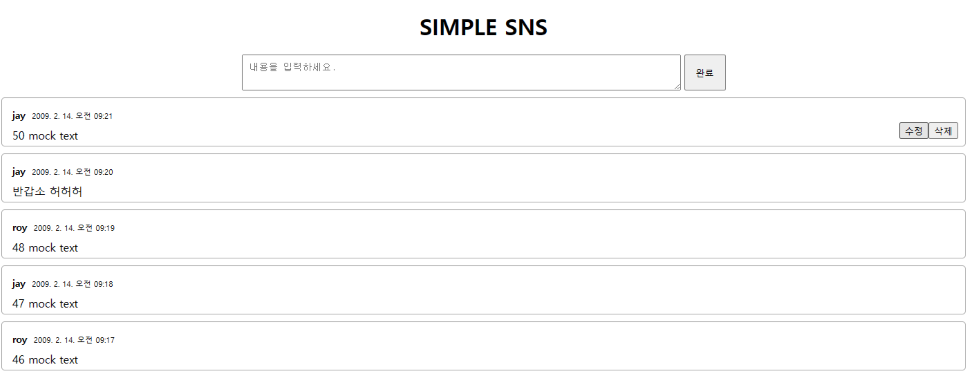 SIMPLE SNS
내용을 입력하세요.
완료
jay 2009. 2. 14. 오전 09:21
50 mock text
수정 삭제
jay 2009. 2. 14. 오전 09:20
반갑소 허허허
roy 2009. 2. 14. 오전 09:19
48 mock text
jay 2009. 2. 14. 오전 09:18
47 mock text
roy 2009. 2. 14. 오전 09:17
46 mock text